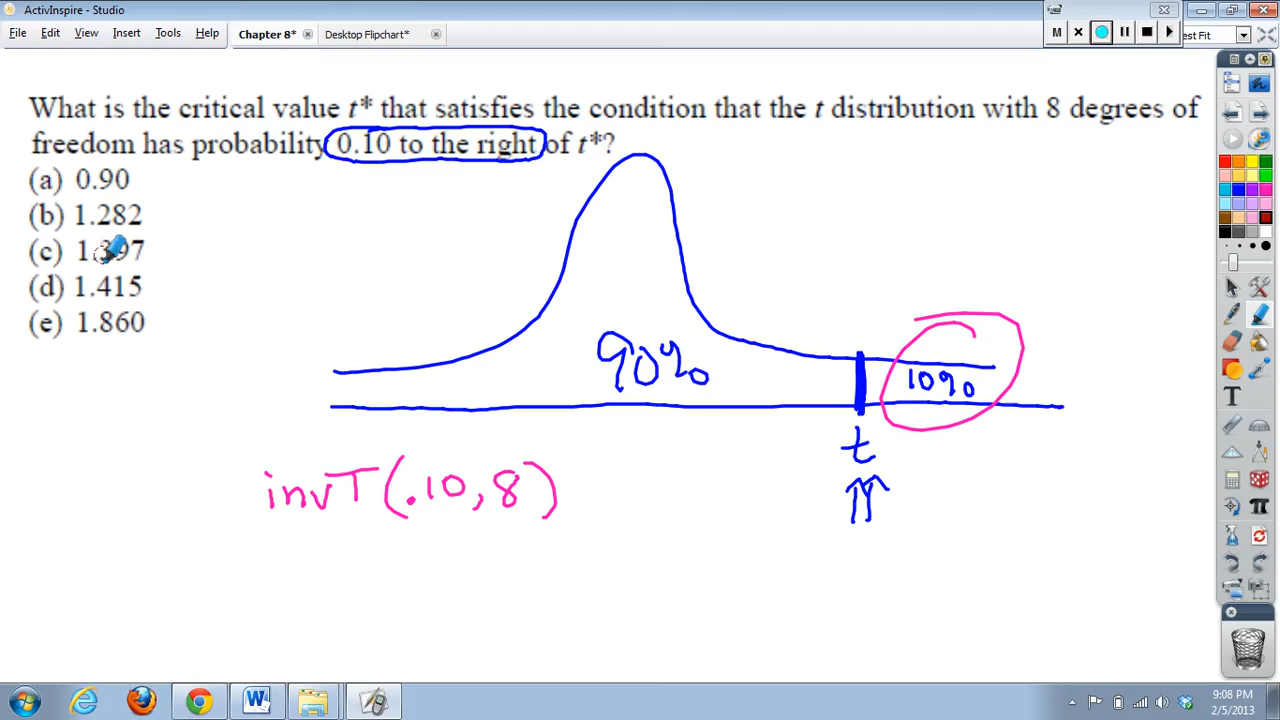 ActivInspire - Studio
File Edit View Insert Tools Help
Chapter 8* Desktop Flipchart*
M
est Fit
What is the critical value t* that satisfies the condition that the t distribution with 8 degrees of
freedom has probability 0.10 to the right of t*?
(a) 0.90
(b) 1.282
(c) 1.397
(d) 1.415
(e) 1.860
90%
10%
t
invT(.10,8)
9:08 PM
2/5/2013